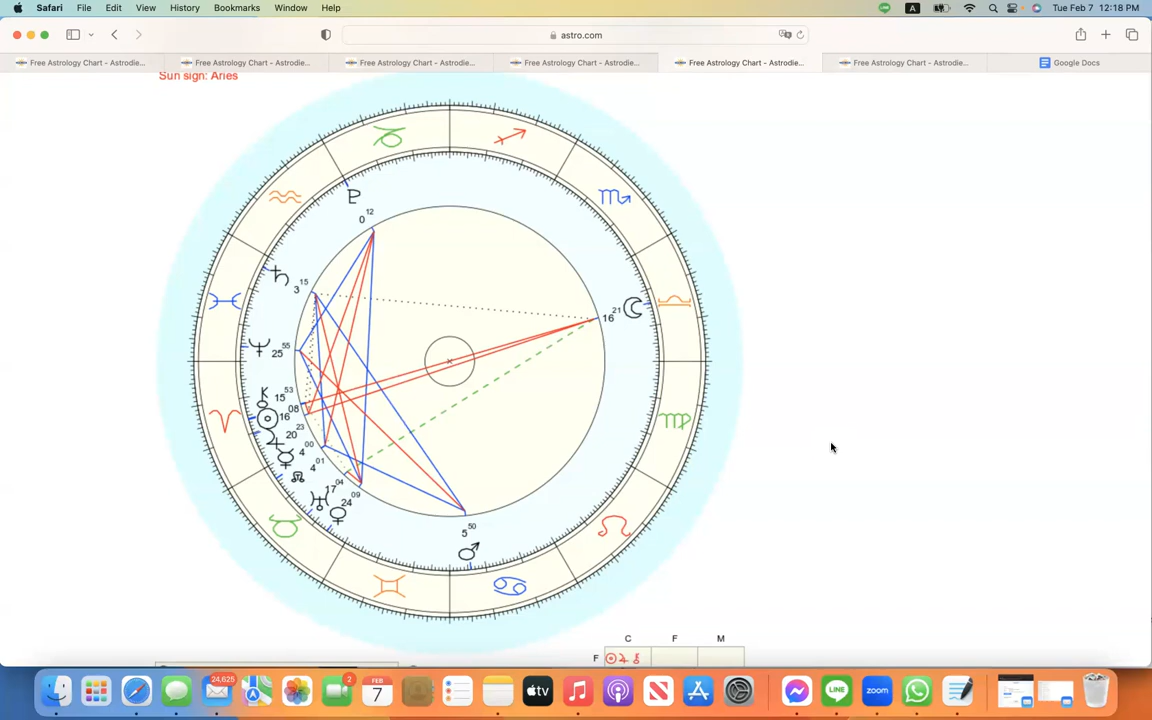 Safari File Edit View History Bookmarks Window Help A Tue Feb 7 12:18 PM
astro.com
Free Astrology Chart - Astrodie... Free Astrology Chart - Astrodie... Free Astrology Chart - Astrodie... Free Astrology Chart - Astrodie... Free Astrology Chart - Astrodie... Free Astrology Chart - Astrodie... Google Docs
Sun sign: Aries
0 12
3 15
16 21
25 55
15 53
16 08
20 23
4 00
4 01
17 04
24 09
5 50
C F M
F
24,625 2 FEB 7 tv zoom